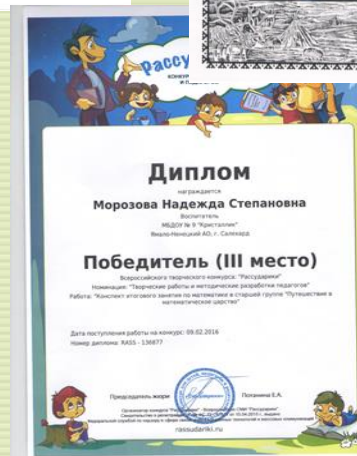 Рассу
КОНКУР
И П
Диплом
награждается
Морозова Надежда Степановна
Воспитатель
МБДОУ № 9 "Кристаллик"
Ямало-Ненецкий АО, г. Салехард
Победитель (III место)
Всероссийского творческого конкурса: "Рассударики"
Номинация: "Творческие работы и методические разработки педагогов"
Работа: "Конспект итогового занятия по математике в старшей группе "Путешествие в
математическое царство"
Дата поступления работы на конкурс: 09.02.2016
Номер диплома: RASS - 136877
Председатель жюри
Потанина Е.А.
rassudariki.ru